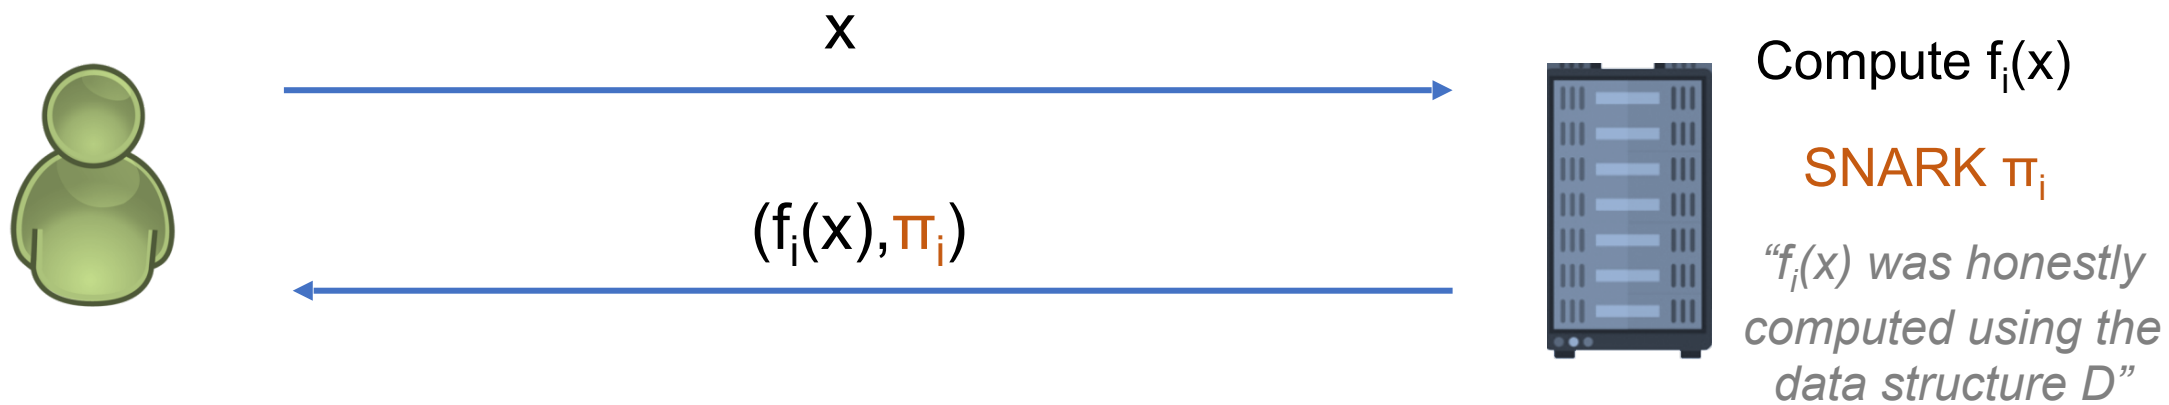 x
Compute fᵢ(x)
SNARK πᵢ
(fᵢ(x),πᵢ)
“fᵢ(x) was honestly
computed using the
data structure D”